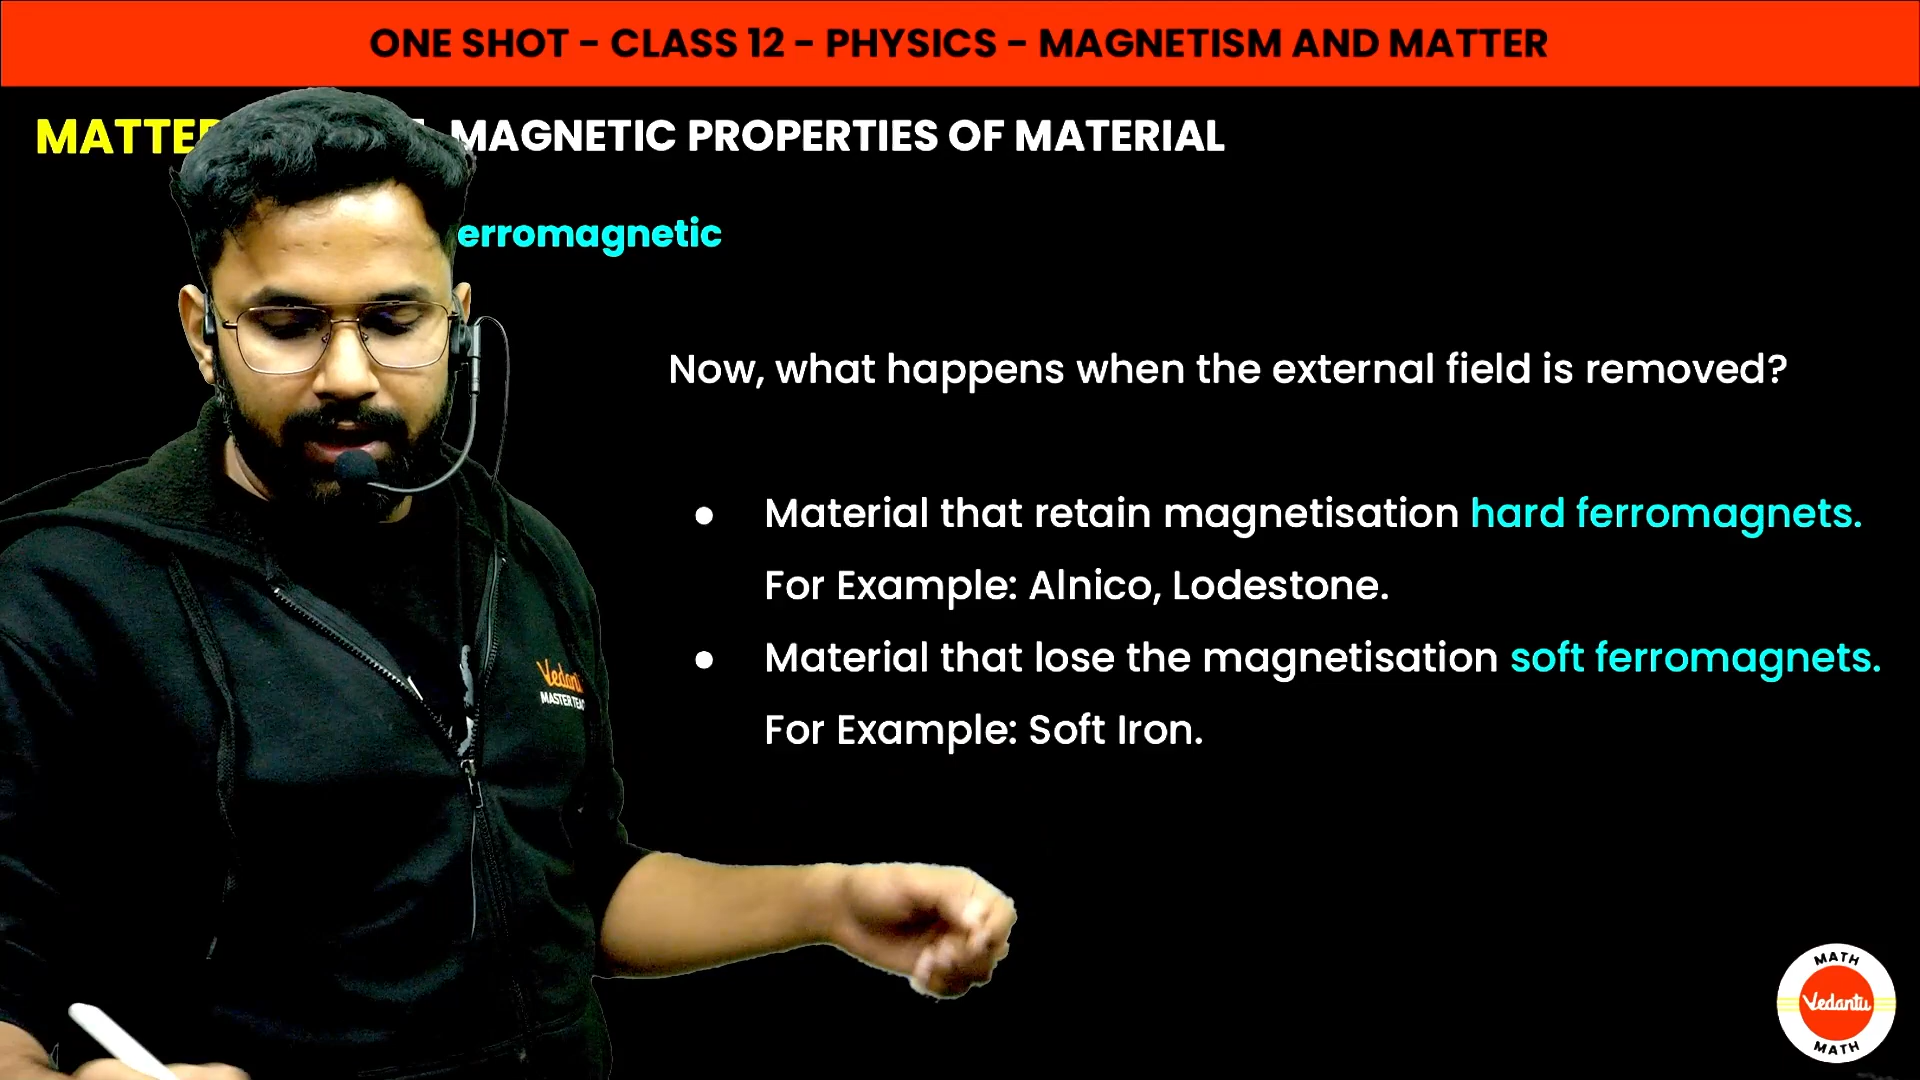 ONE SHOT - CLASS 12 - PHYSICS - MAGNETISM AND MATTER
MAGNETIC PROPERTIES OF MATERIAL
erromagnetic
Now, what happens when the external field is removed?
● Material that retain magnetisation hard ferromagnets.
For Example: Alnico, Lodestone.
● Material that lose the magnetisation soft ferromagnets.
For Example: Soft Iron.
MASTER
MATH
Vedantu
MATH